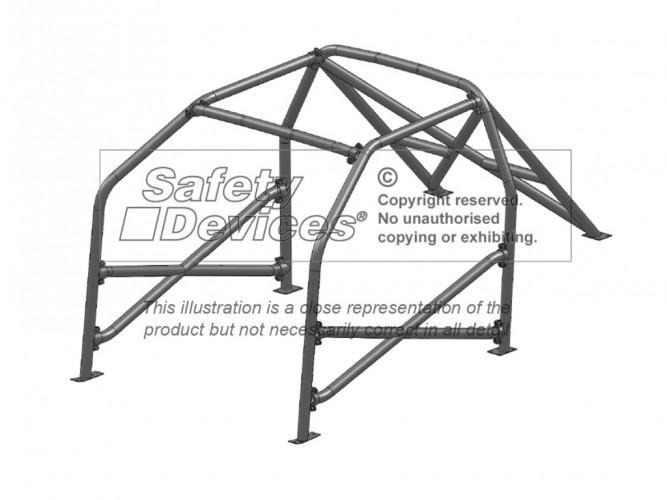 Safety
Devices®
©
Copyright reserved.
No unauthorised
copying or exhibiting.
This illustration is a close representation of the
product but not necessarily correct in all detail